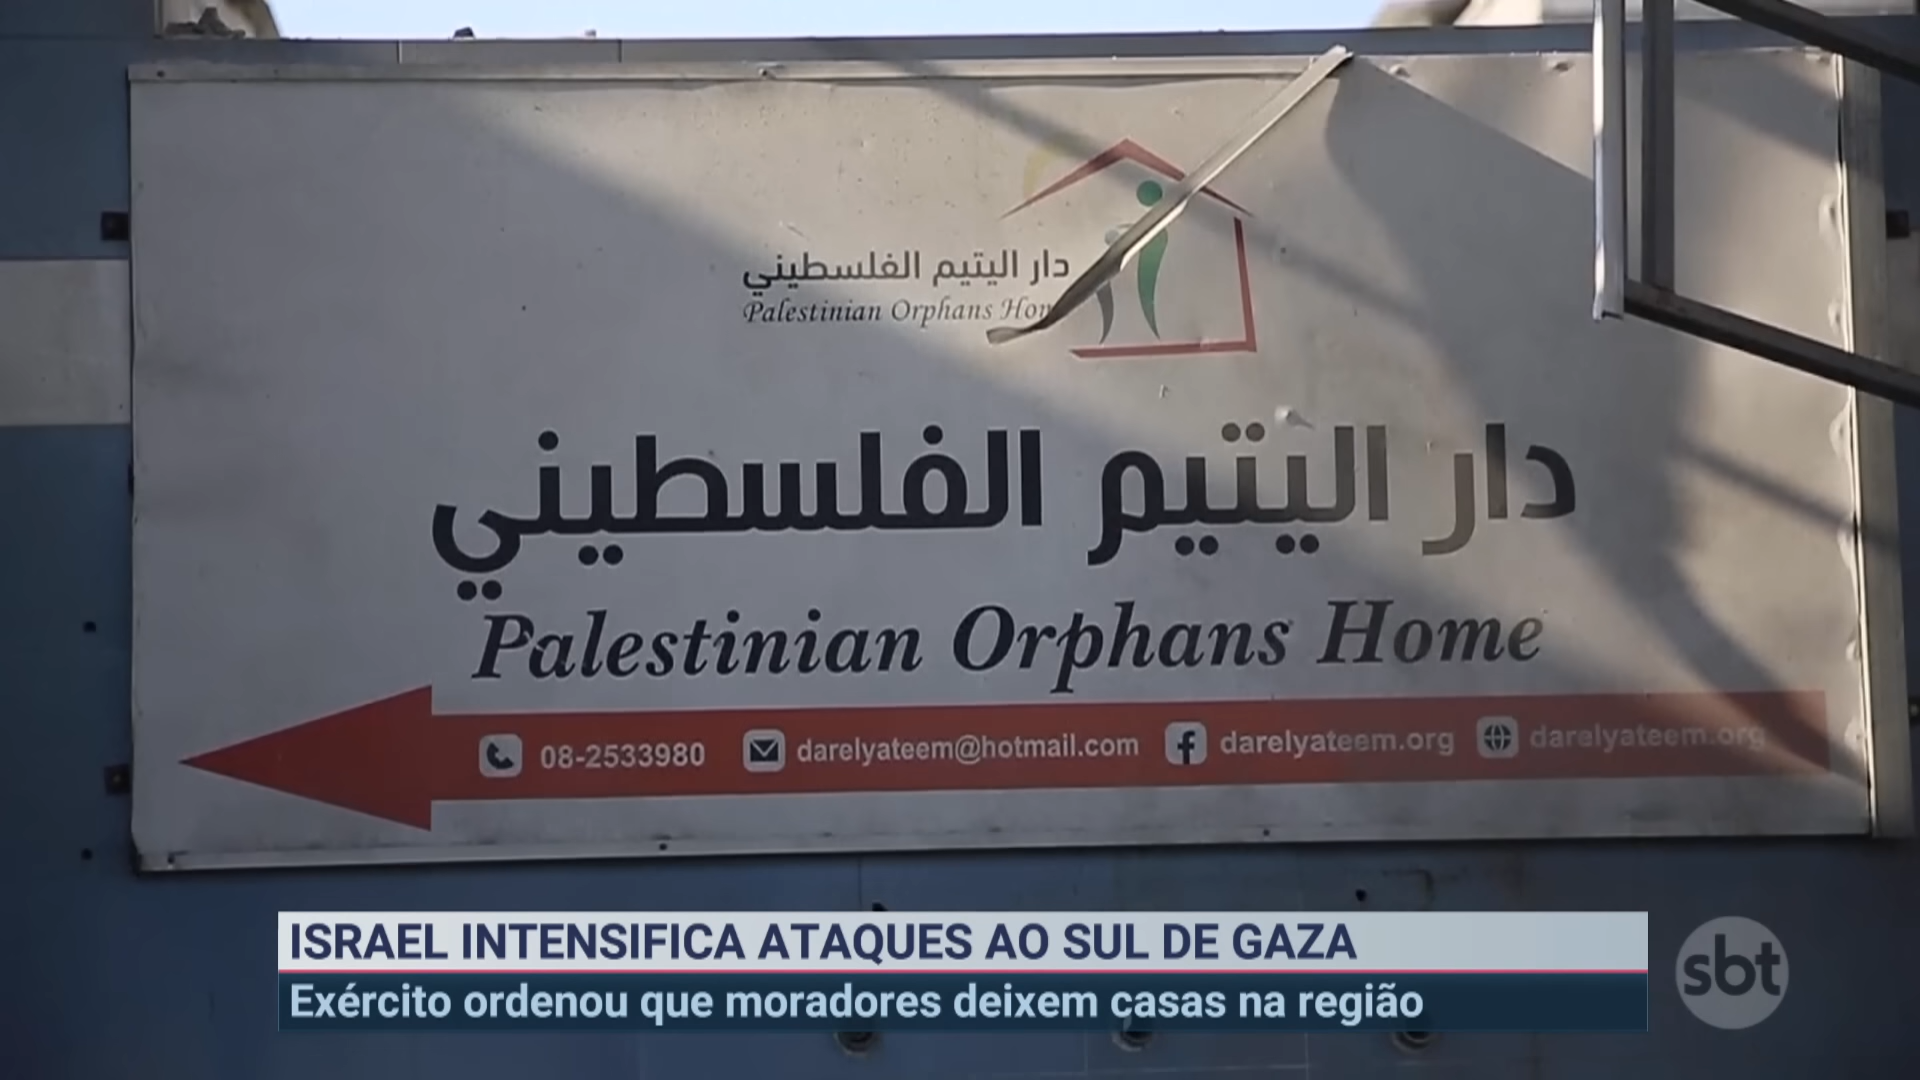 دار اليتيم الفلسطيني
Palestinian Orphans
دار اليتيم الفلسطيني
Palestinian Orphans Home
08-2533980 darelyateem@hotmail.com darelyateem.org darelyateem.org
ISRAEL INTENSIFICA ATAQUES AO SUL DE GAZA
Exército ordenou que moradores deixem casas na região
sbt